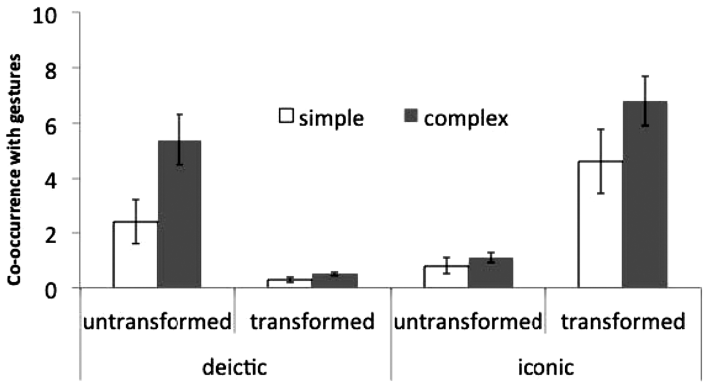 Co-occurrence with gestures
10
8
6
4
2
0
simple complex
untransformed transformed untransformed transformed
deictic iconic